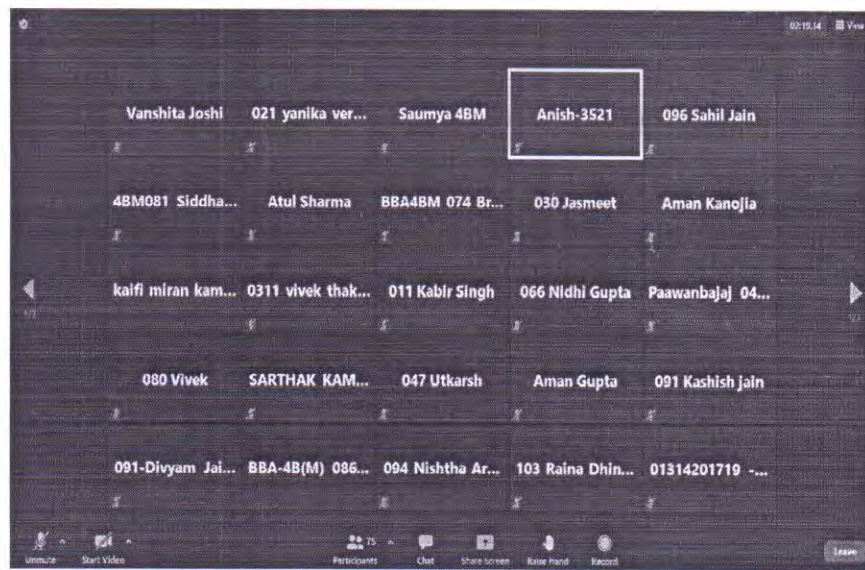 02:19:14 View
Vanshita Joshi 021 yanika ver... Saumya 4BM Anish-3521 096 Sahil Jain
4BM081 Siddha... Atul Sharma BBA4BM 074 Br... 030 Jasmeet Aman Kanojia
kaifi miran kam... 0311 vivek thak... 011 Kabir Singh 066 Nidhi Gupta Paawanbajaj 04...
080 Vivek SARTHAK KAM... 047 Utkarsh Aman Gupta 091 Kashish jain
091-Divyam Jai... BBA-4B(M) 086... 094 Nishtha Ar... 103 Raina Dhin... 01314201719 -...
75
Unmute Start Video Participants Chat Share Screen Raise Hand Record Leave